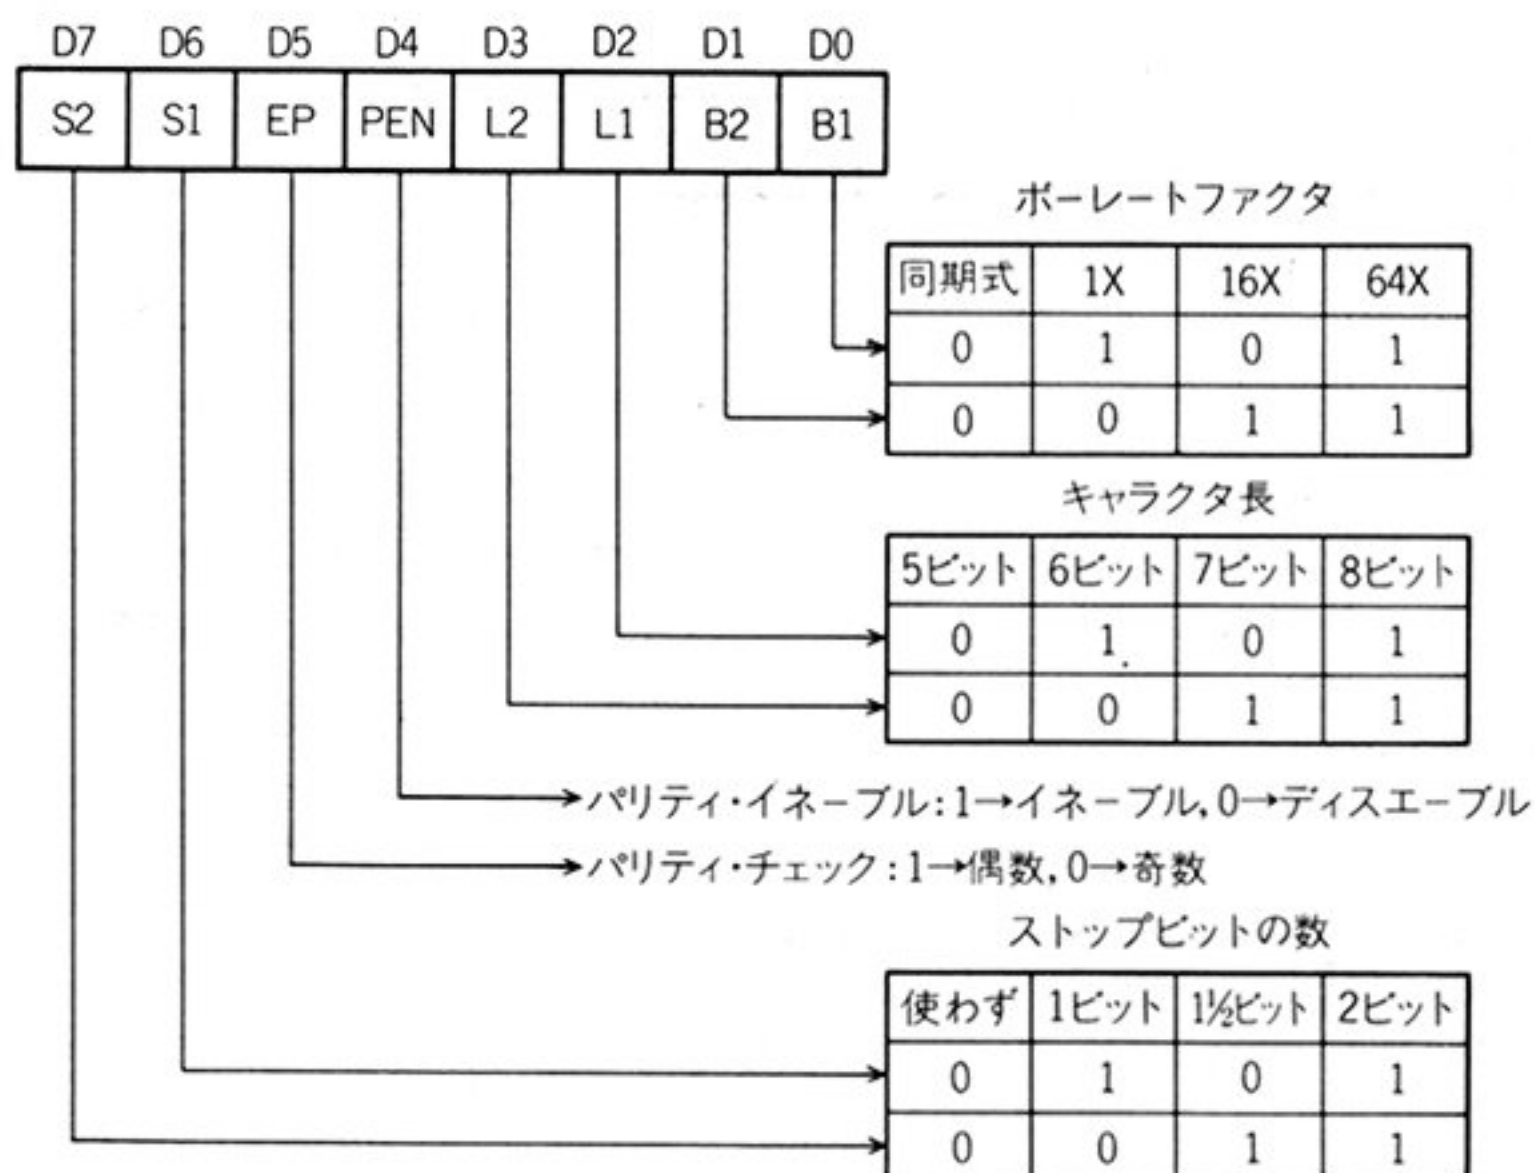 D7 D6 D5 D4 D3 D2 D1 D0
S2 S1 EP PEN L2 L1 B2 B1
ボーレートファクタ
同期式 1X 16X 64X
0 1 0 1
0 0 1 1
キャラクタ長
5ビット 6ビット 7ビット 8ビット
0 1 0 1
0 0 1 1
パリティ・イネーブル:1→イネーブル,0→ディスエーブル
パリティ・チェック:1→偶数,0→奇数
ストップビットの数
使わず 1ビット 1½ビット 2ビット
0 1 0 1
0 0 1 1